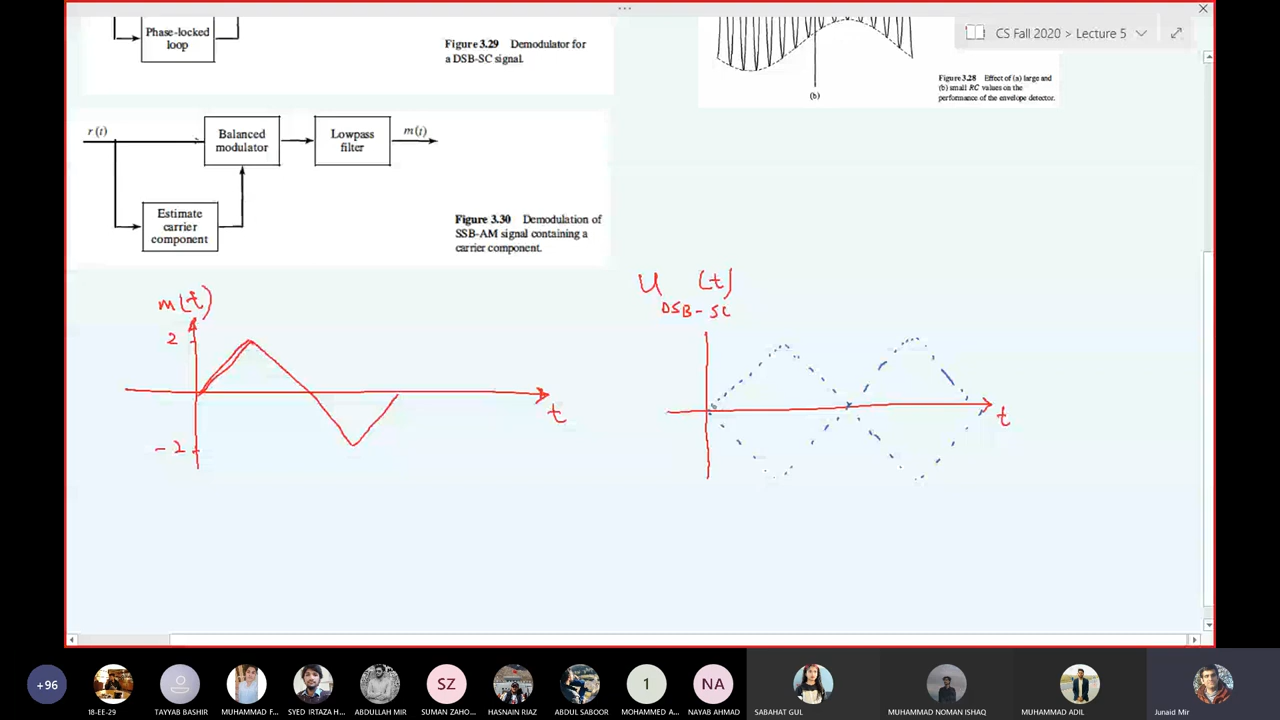 CS Fall 2020 > Lecture 5
Phase-locked
loop
Figure 3.29 Demodulator for
a DSB-SC signal.
(b)
Figure 3.28 Effect of (a) large and
(b) small RC values on the
performance of the envelope detector.
r(t)
Balanced
modulator
Lowpass
filter
m(t)
Estimate
carrier
component
Figure 3.30 Demodulation of
SSB-AM signal containing a
carrier component.
m(t)
2
-2
t
U (t)
DSB-SC
t
+96
18-EE-29
TAYYAB BASHIR
MUHAMMAD F...
SYED IRTAZA H...
ABDULLAH MIR
SZ
SUMAN ZAHO...
HASNAIN RIAZ
ABDUL SABOOR
1
MOHAMMED A...
NA
NAYAB AHMAD
SABAHAT GUL
MUHAMMAD NOMAN ISHAQ
MUHAMMAD ADIL
Junaid Mir